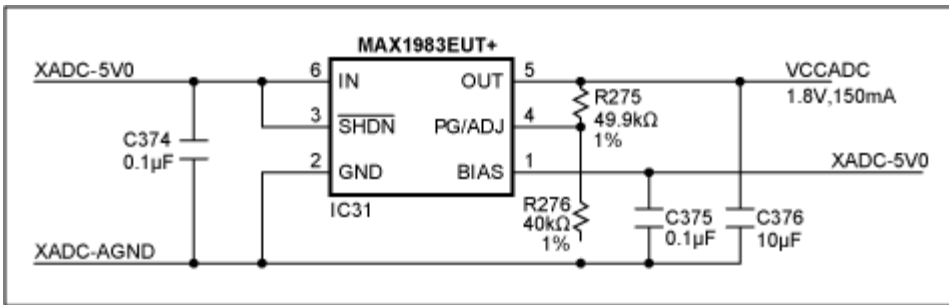 MAX1983EUT+
XADC-5V0 6 IN OUT 5 VCCADC
1.8V,150mA
R275
49.9kΩ
1%
3 SHDN PG/ADJ 4
C374
0.1µF
2 GND BIAS 1 XADC-5V0
IC31
R276
40kΩ
1%
C375
0.1µF
C376
10µF
XADC-AGND